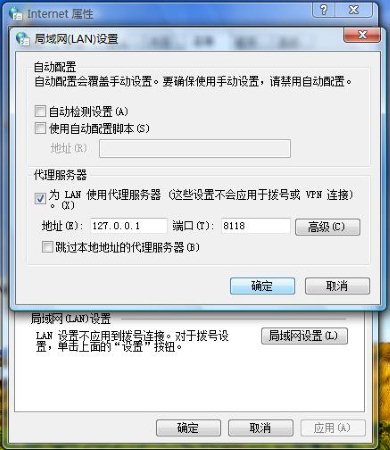 Internet 属性
局域网(LAN)设置
自动配置
自动配置会覆盖手动设置。要确保使用手动设置，请禁用自动配置。
自动检测设置(A)
使用自动配置脚本(S)
地址(R)
代理服务器
为 LAN 使用代理服务器 (这些设置不会应用于拨号或 VPN 连接)
。(X)
地址(E): 127.0.0.1 端口(T): 8118 高级(C)
跳过本地地址的代理服务器(B)
确定 取消
局域网(LAN)设置
LAN 设置不应用到拨号连接。对于拨号设 局域网设置(L)
置，单击上面的“设置”按钮。
确定 取消 应用(A)